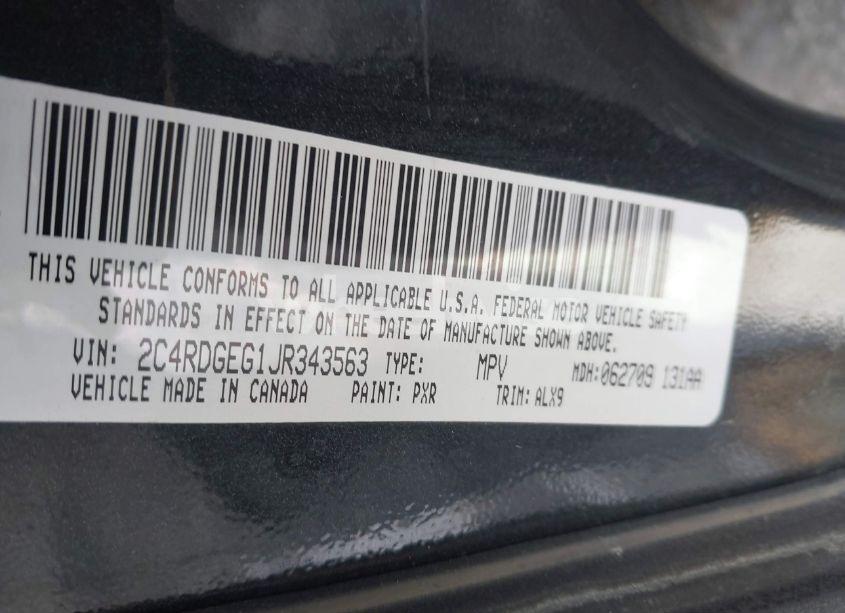 THIS VEHICLE CONFORMS TO ALL APPLICABLE U.S.A. FEDERAL MOTOR VEHICLE SAFETY
STANDARDS IN EFFECT ON THE DATE OF MANUFACTURE SHOWN ABOVE.
VIN: 2C4RDGEG1JR343563 TYPE: MPV MDH:062709 131AA
VEHICLE MADE IN CANADA PAINT: PXR TRIM: ALX9